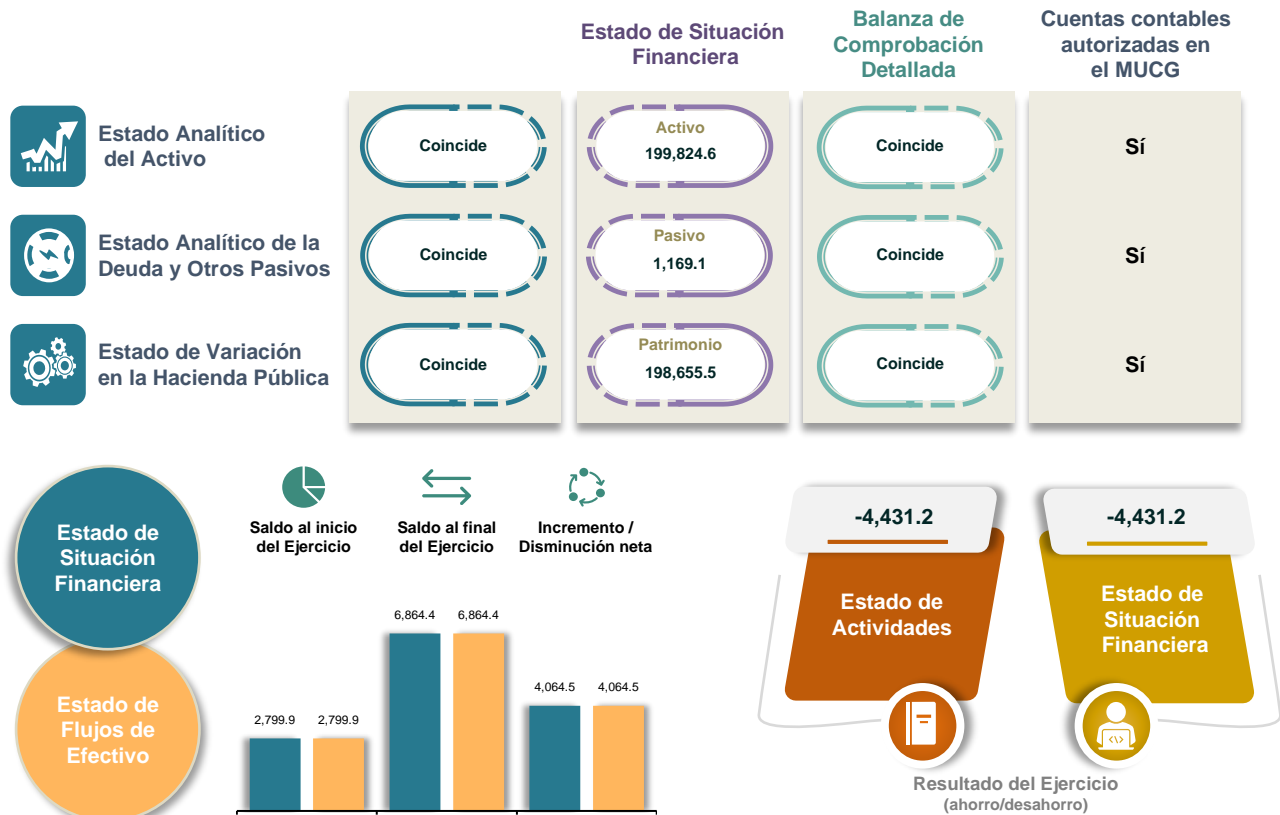 Estado de Situación
Financiera
Balanza de
Comprobación
Detallada
Cuentas contables
autorizadas en
el MUCG
Estado Analítico
del Activo
Coincide
Activo
199,824.6
Coincide
Sí
Estado Analítico de la
Deuda y Otros Pasivos
Coincide
Pasivo
1,169.1
Coincide
Sí
Estado de Variación
en la Hacienda Pública
Coincide
Patrimonio
198,655.5
Coincide
Sí
Estado de
Situación
Financiera
Estado de
Flujos de
Efectivo
Saldo al inicio
del Ejercicio
Saldo al final
del Ejercicio
Incremento /
Disminución neta
2,799.9
2,799.9
6,864.4
6,864.4
4,064.5
4,064.5
-4,431.2
Estado de
Actividades
-4,431.2
Estado de
Situación
Financiera
Resultado del Ejercicio
(ahorro/desahorro)